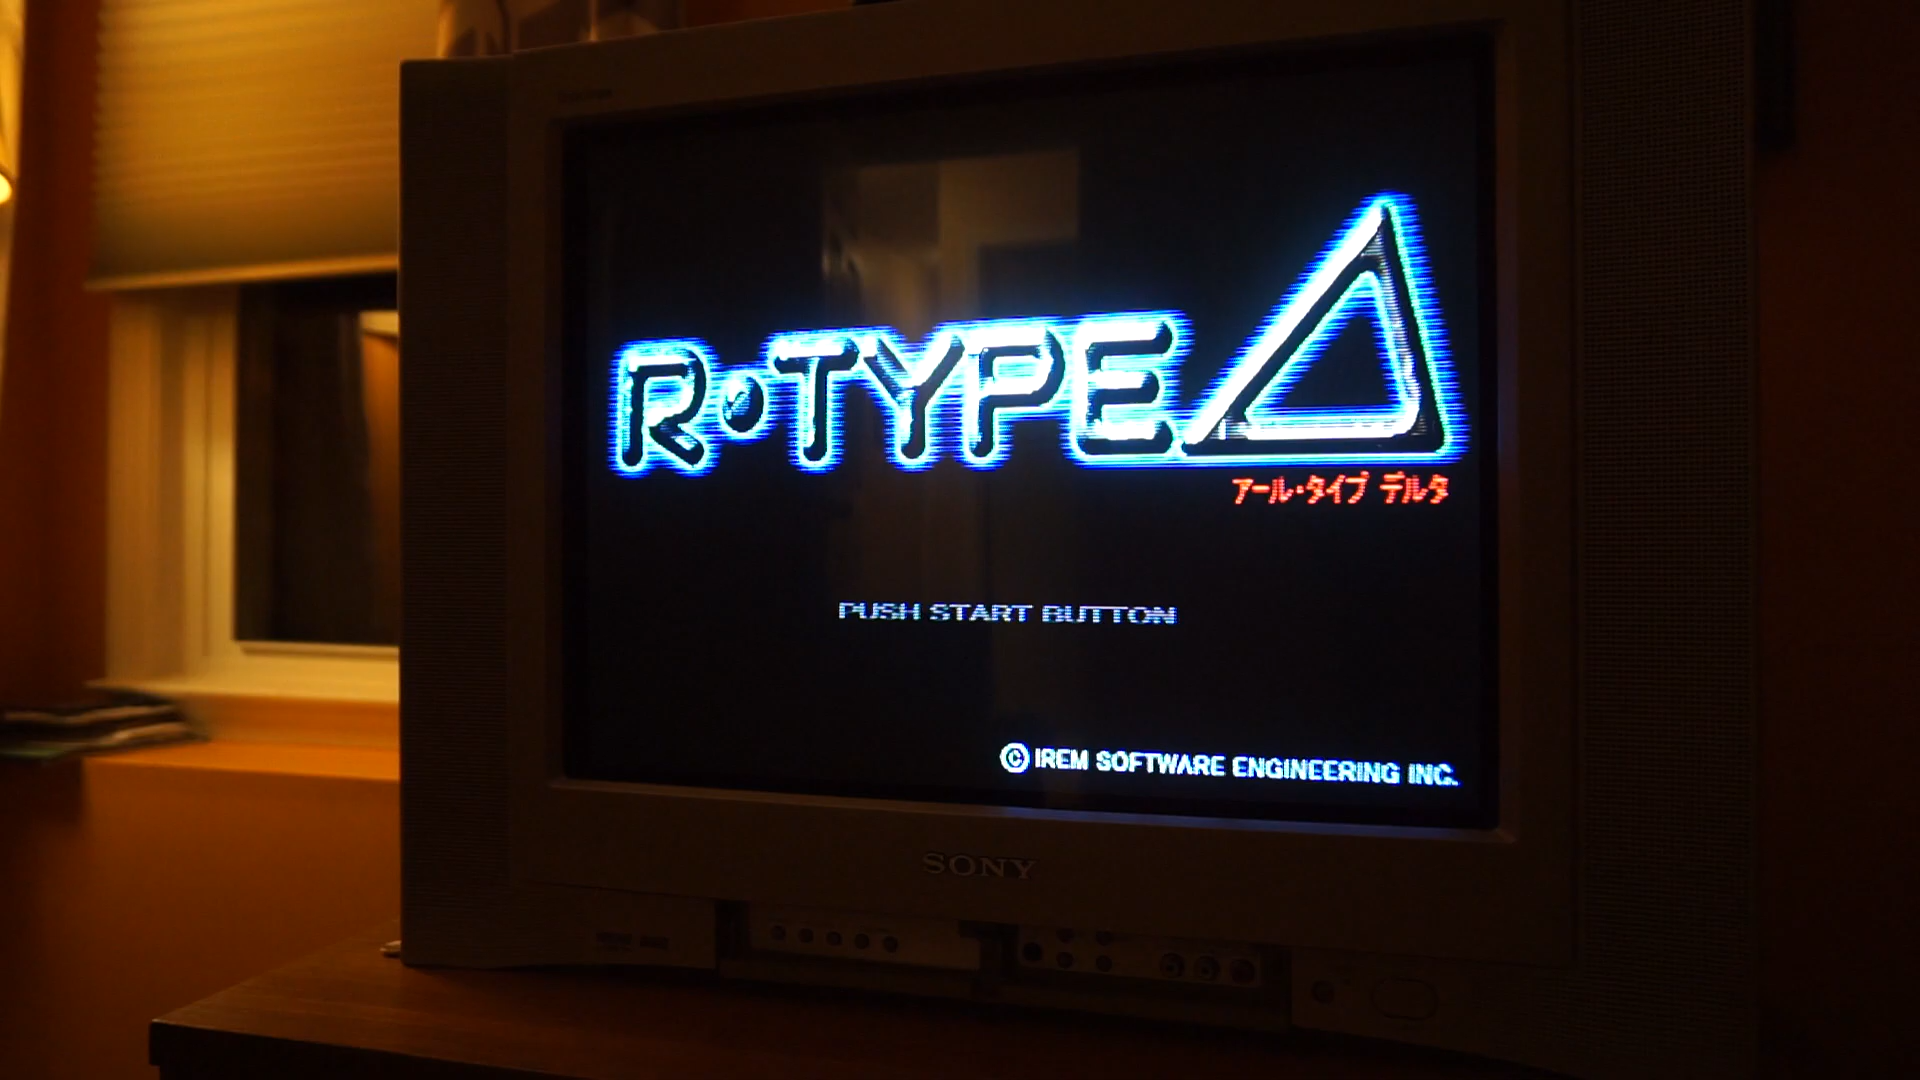 R·TYPE Δ
アール・タイプ デルタ
PUSH START BUTTON
© IREM SOFTWARE ENGINEERING INC.
SONY